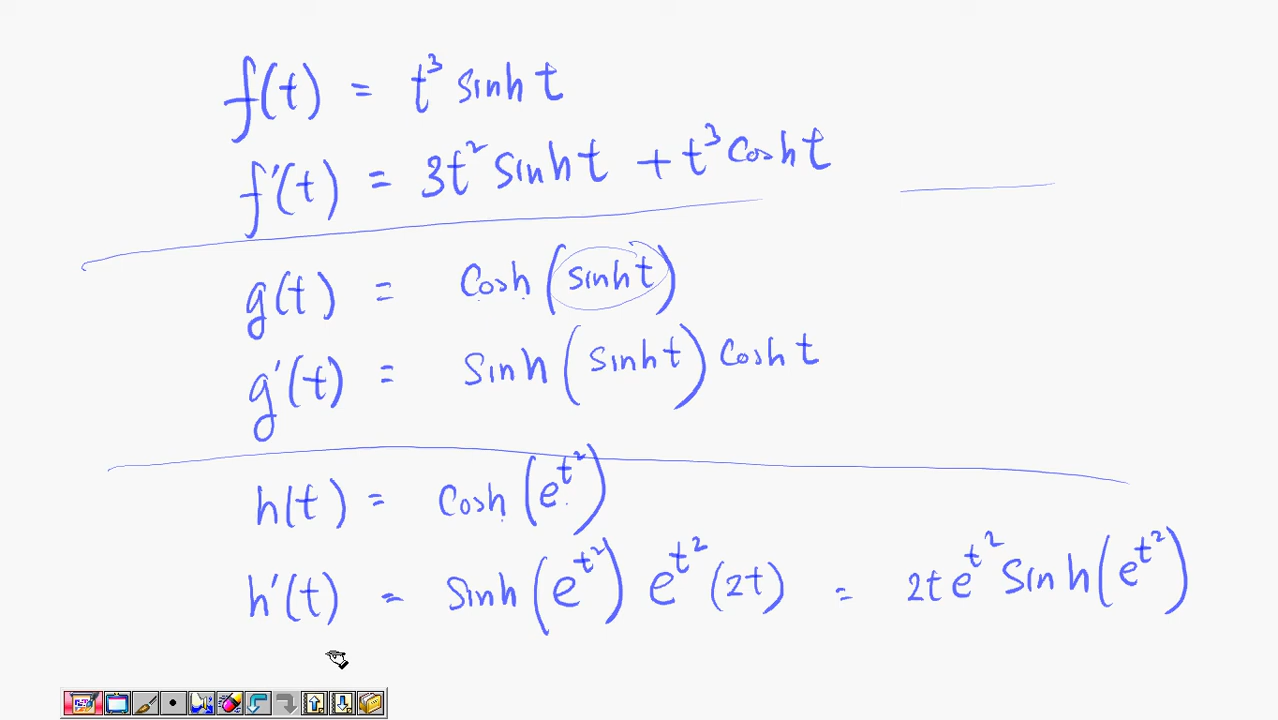 f(t) = t³ sinh t
f'(t) = 3t² sinh t + t³ cosh t
g(t) = cosh (sinh t)
g'(t) = sinh (sinh t) cosh t
h(t) = cosh (e^{t²})
h'(t) = sinh (e^{t²}) e^{t²} (2t) = 2t e^{t²} sinh (e^{t²})